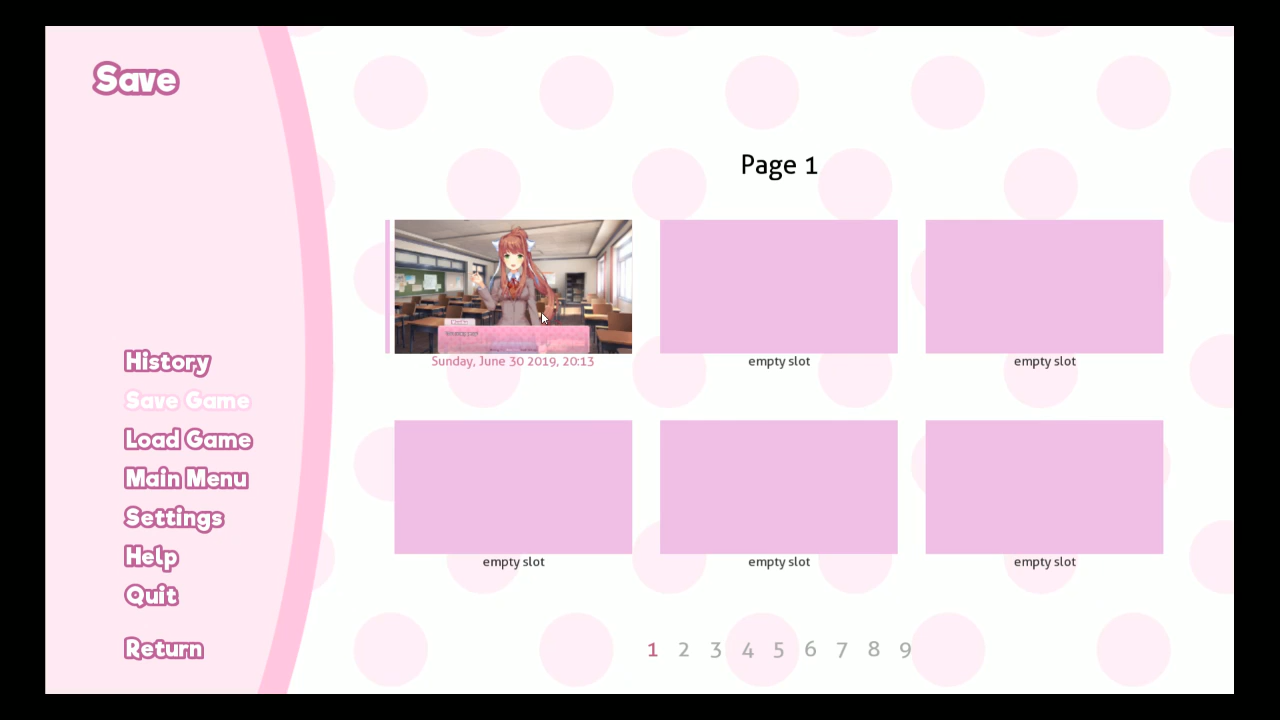 Save
Page 1
Sunday, June 30 2019, 20:13
empty slot
empty slot
History
Save Game
Load Game
Main Menu
Settings
Help
Quit
Return
empty slot
empty slot
empty slot
1 2 3 4 5 6 7 8 9